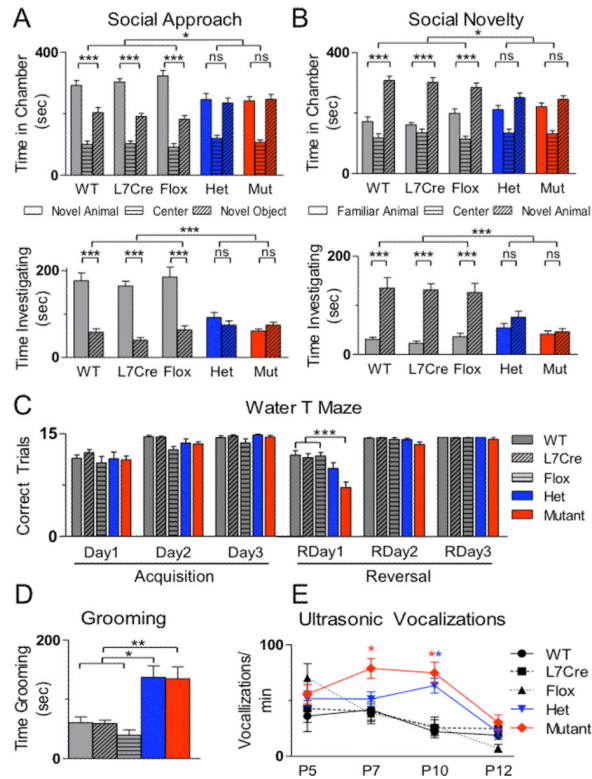 A Social Approach
*
*** *** *** ns ns
400
200
0
Time in Chamber
(sec)
WT L7Cre Flox Het Mut
Novel Animal Center Novel Object
***
*** *** *** ns ns
200
0
Time Investigating
(sec)
WT L7Cre Flox Het Mut
B Social Novelty
*
*** *** *** ns ns
400
200
0
Time in Chamber
(sec)
WT L7Cre Flox Het Mut
Familiar Animal Center Novel Animal
***
*** *** *** ns ns
200
0
Time Investigating
(sec)
WT L7Cre Flox Het Mut
C Water T Maze
15
0
Correct Trials
***
Day1 Day2 Day3 RDay1 RDay2 RDay3
Acquisition Reversal
WT
L7Cre
Flox
Het
Mutant
D Grooming
**
*
200
0
Time Grooming
(sec)
E Ultrasonic Vocalizations
* **
100
0
Vocallizations/
min
P5 P7 P10 P12
WT
L7Cre
Flox
Het
Mutant